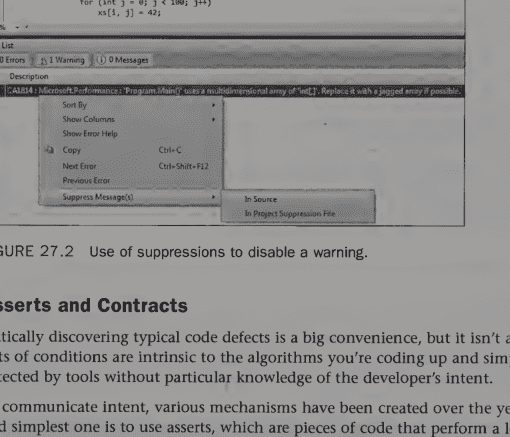 for (int j = 0; j < 100; j++)
xs[i, j] = 42;
%
List
0 Errors 1 Warning 0 Messages
Description
CA1814 : Microsoft.Performance : 'Program.Main()' uses a multidimensional array of 'int[,]'. Replace it with a jagged array if possible.
Sort By
Show Columns
Show Error Help
Copy Ctrl+C
Next Error Ctrl+Shift+F12
Previous Error
Suppress Message(s)
In Source
In Project Suppression File
GURE 27.2 Use of suppressions to disable a warning.
sserts and Contracts
tically discovering typical code defects is a big convenience, but it isn't a
ts of conditions are intrinsic to the algorithms you're coding up and sim
tected by tools without particular knowledge of the developer's intent.
communicate intent, various mechanisms have been created over the ye
d simplest one is to use asserts, which are pieces of code that perform a l